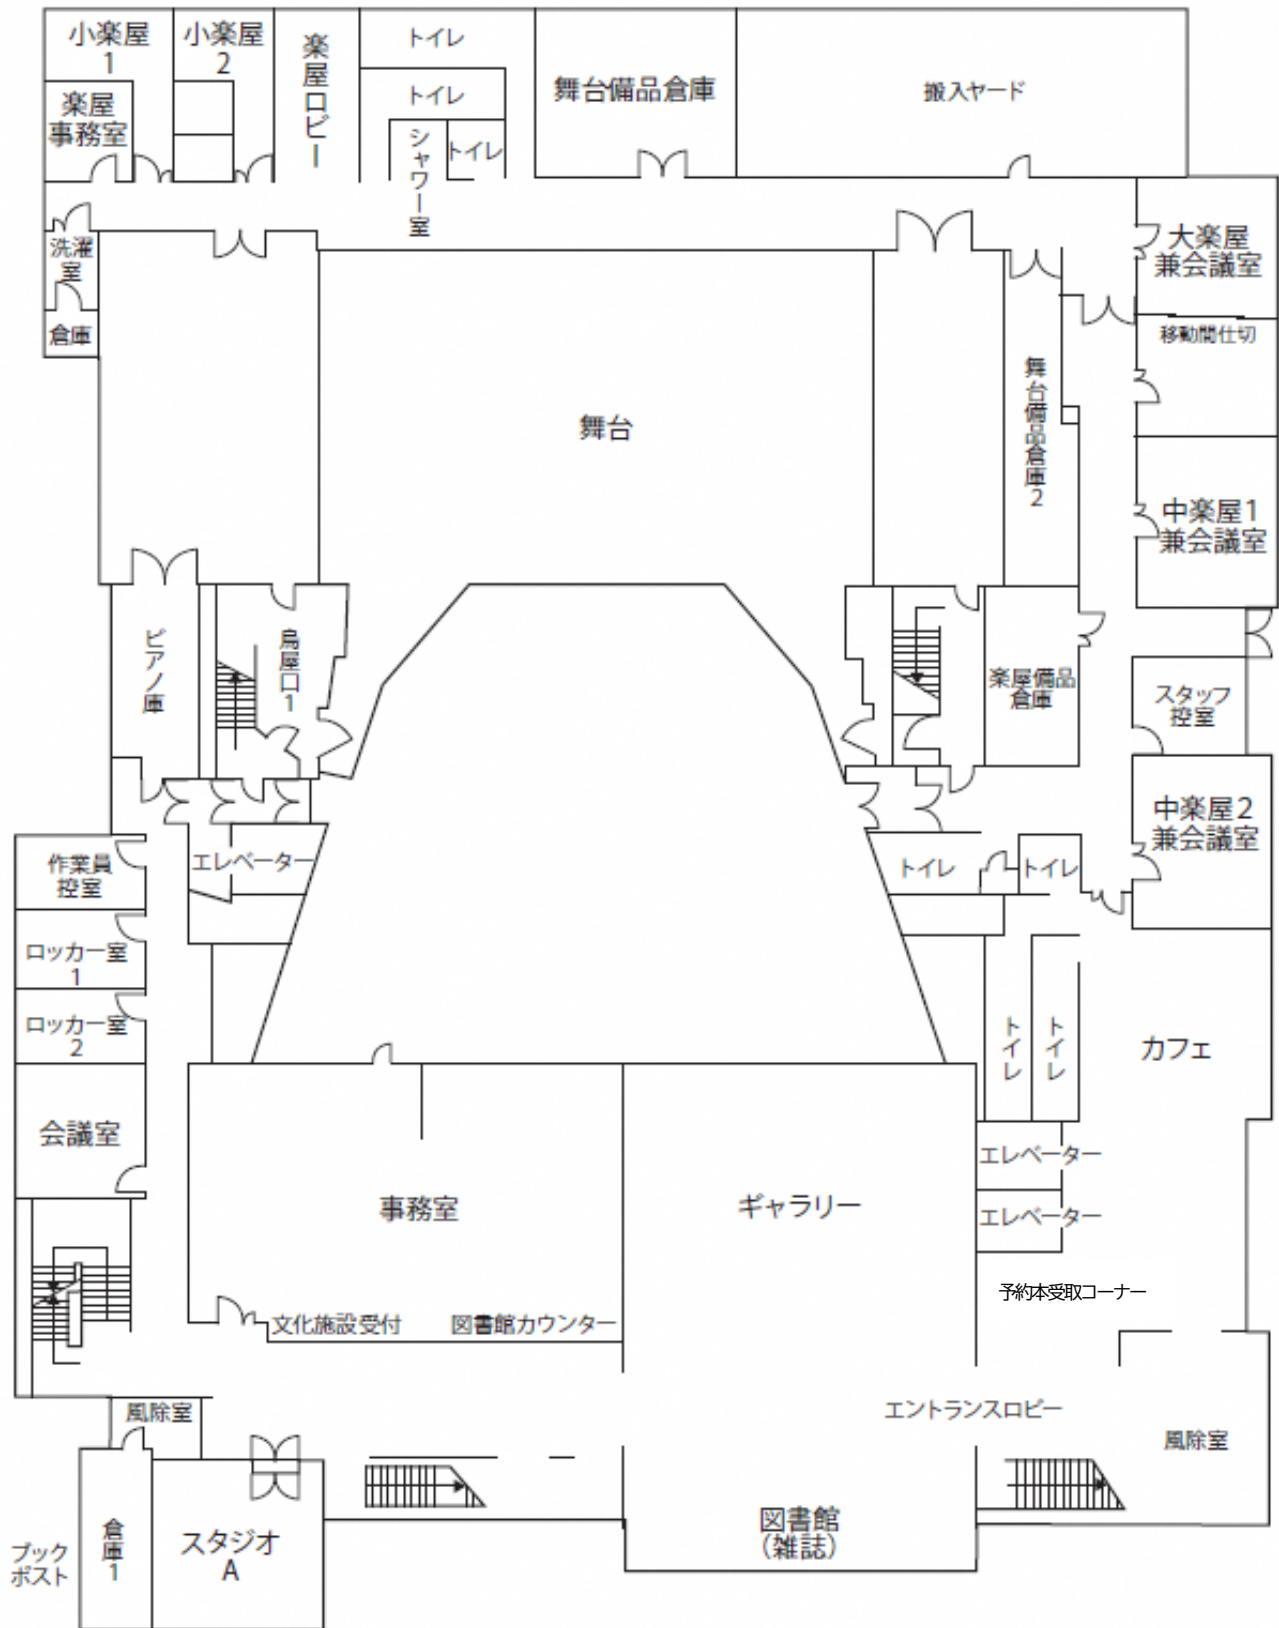 小楽屋
1
小楽屋
2
楽屋ロビー
トイレ
トイレ
シャワー室
トイレ
舞台備品倉庫
搬入ヤード
楽屋
事務室
洗濯
室
倉庫
大楽屋
兼会議室
移動間仕切
舞台
舞台備品倉庫2
中楽屋1
兼会議室
ピアノ庫
鳥屋口1
楽屋備品
倉庫
スタッフ
控室
中楽屋2
兼会議室
作業員
控室
エレベーター
トイレ
トイレ
ロッカー室
1
ロッカー室
2
トイレ
トイレ
カフェ
会議室
事務室
ギャラリー
エレベーター
エレベーター
予約本受取コーナー
文化施設受付
図書館カウンター
風除室
エントランスロビー
風除室
ブック
ポスト
倉庫1
スタジオ
A
図書館
（雑誌）